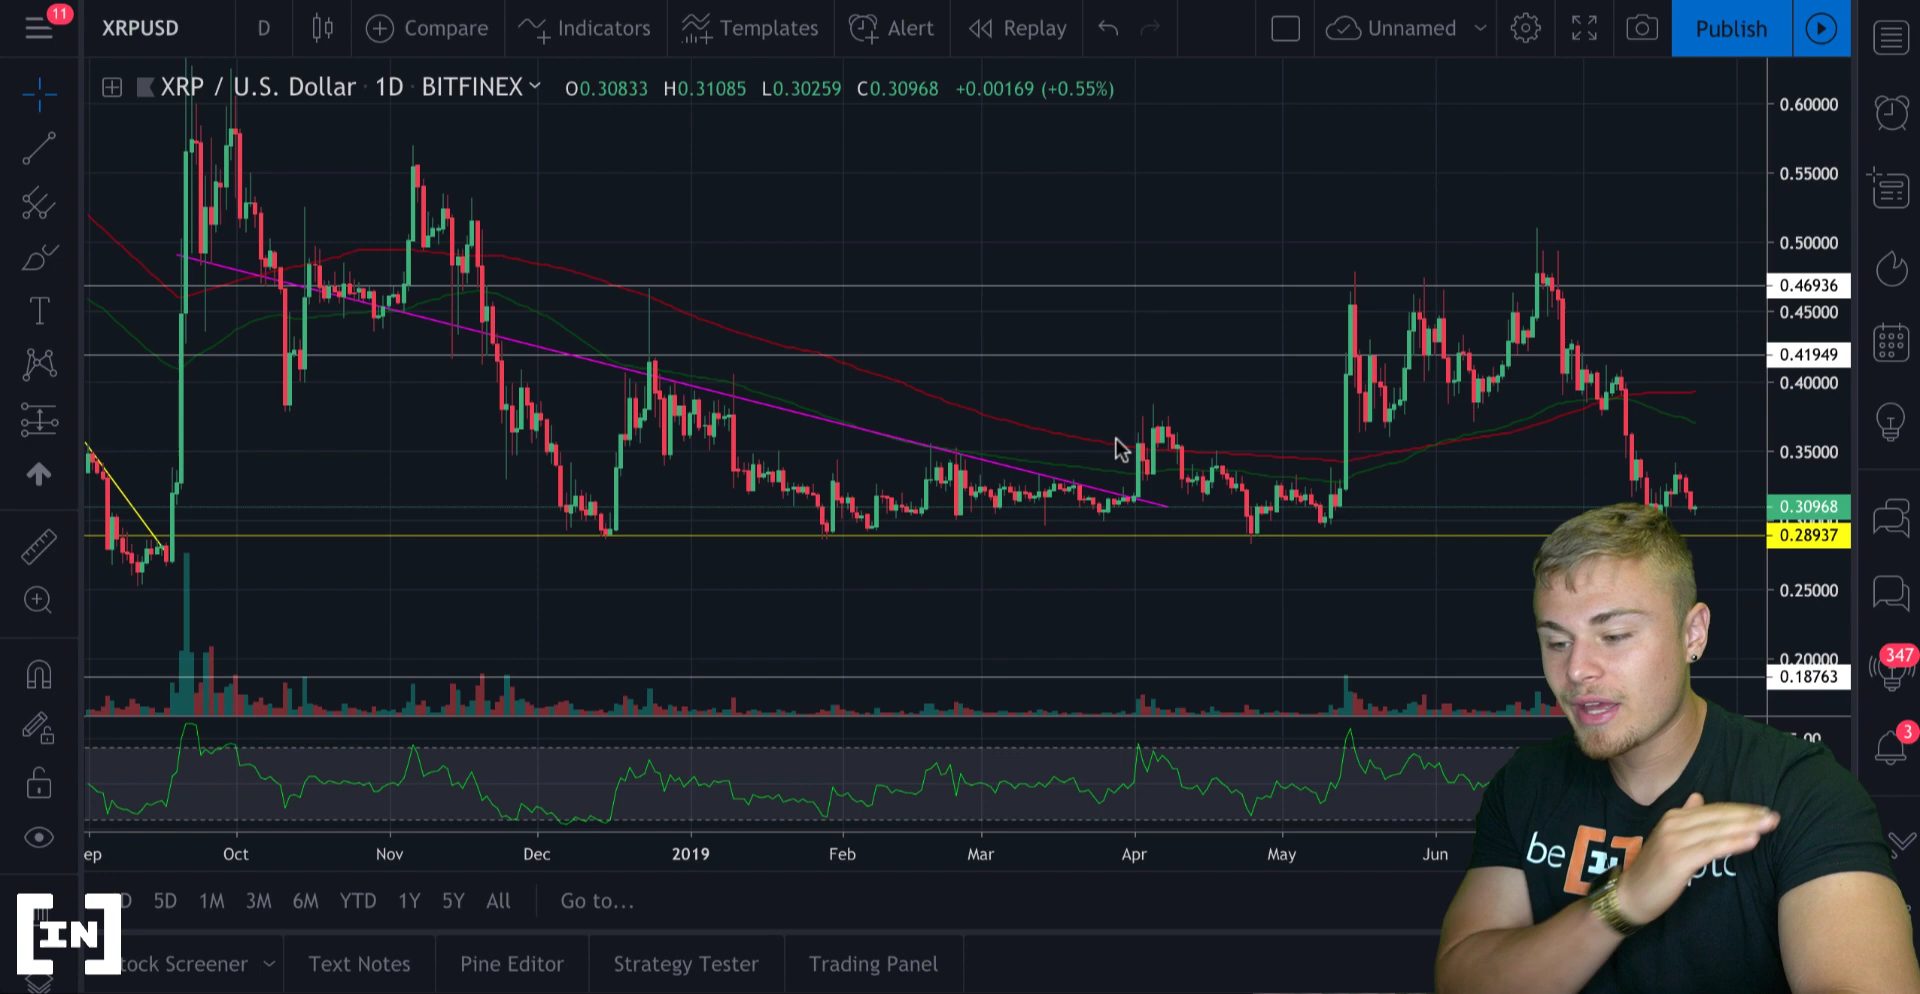 11
XRPUSD
D
Compare
Indicators
Templates
Alert
Replay
Unnamed
Publish
XRP / U.S. Dollar · 1D · BITFINEX
O0.30833 H0.31085 L0.30259 C0.30968 +0.00169 (+0.55%)
0.60000
0.55000
0.50000
0.46936
0.45000
0.41949
0.40000
0.35000
0.30968
0.28937
0.25000
0.20000
0.18763
347
3
ep Oct Nov Dec 2019 Feb Mar Apr May Jun
be [IN]
D 5D 1M 3M 6M YTD 1Y 5Y All Go to...
[IN]
tock Screener Text Notes Pine Editor Strategy Tester Trading Panel